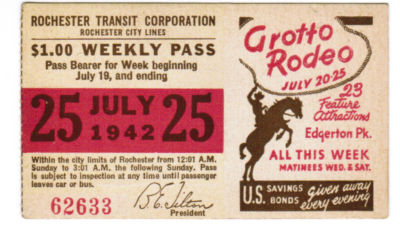 ROCHESTER TRANSIT CORPORATION
ROCHESTER CITY LINES
$1.00 WEEKLY PASS
Pass Bearer for Week beginning
July 19, and ending
25 JULY 1942 25
Within the city limits of Rochester from 12:01 A.M.
Sunday to 3:01 A.M. the following Sunday. Pass
is subject to inspection at any time until passenger
leaves car or bus.
62633
B.E. Tilton
President
Grotto
Rodeo
JULY 20-25
23
Feature
Attractions
Edgerton Pk.
ALL THIS WEEK
MATINEES WED. & SAT.
U.S. SAVINGS BONDS given away every evening